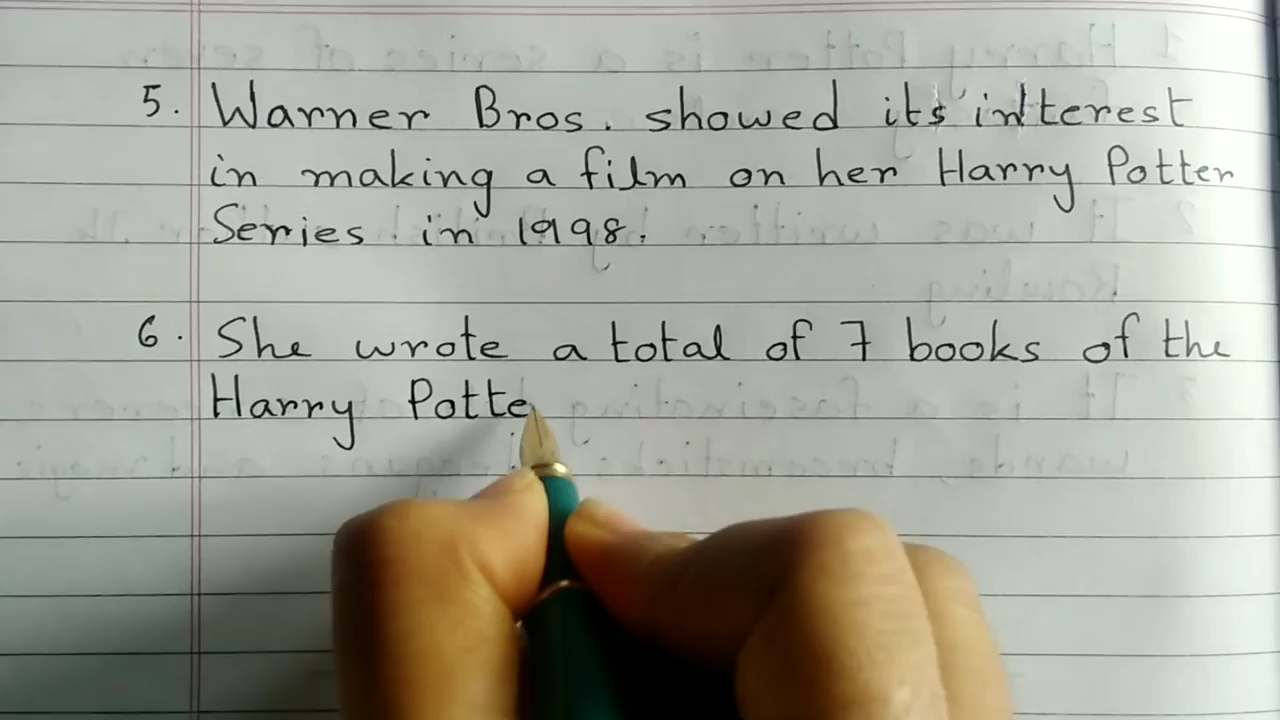 5. Warner Bros. showed its interest
in making a film on her Harry Potter
Series in 1998.
6. She wrote a total of 7 books of the
Harry Potte